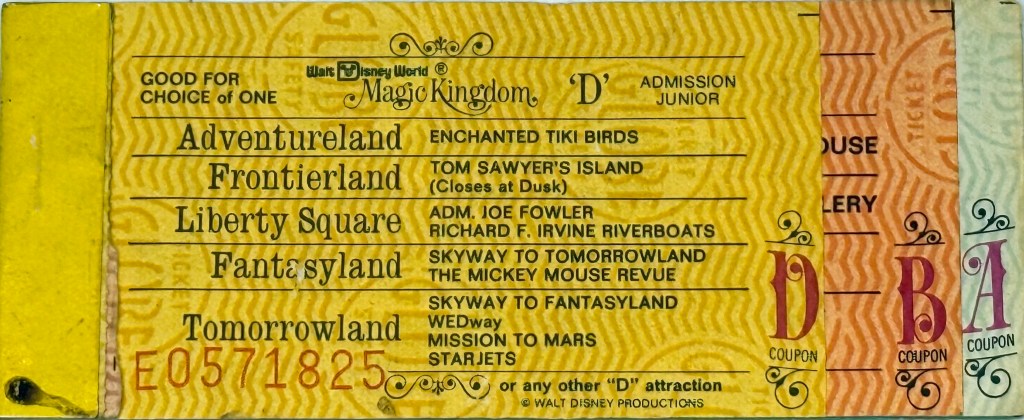 Walt Disney World ®
GOOD FOR
CHOICE of ONE
Magic Kingdom
'D'
ADMISSION
JUNIOR
Adventureland ENCHANTED TIKI BIRDS
Frontierland TOM SAWYER'S ISLAND
(Closes at Dusk)
Liberty Square ADM. JOE FOWLER
RICHARD F. IRVINE RIVERBOATS
Fantasyland SKYWAY TO TOMORROWLAND
THE MICKEY MOUSE REVUE
Tomorrowland SKYWAY TO FANTASYLAND
WEDway
MISSION TO MARS
STAR JETS
E0571825
or any other "D" attraction
© WALT DISNEY PRODUCTIONS
D
COUPON
TICKET
OUSE
LERY
B
COUPON
A
COUPON